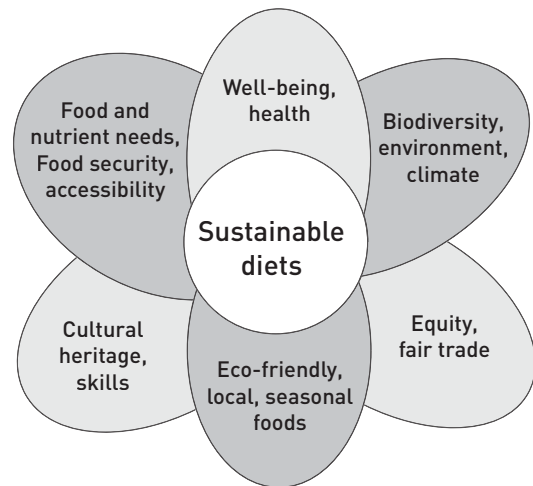 Well-being,
health
Food and
nutrient needs,
Food security,
accessibility
Biodiversity,
environment,
climate
Sustainable
diets
Cultural
heritage,
skills
Eco-friendly,
local, seasonal
foods
Equity,
fair trade